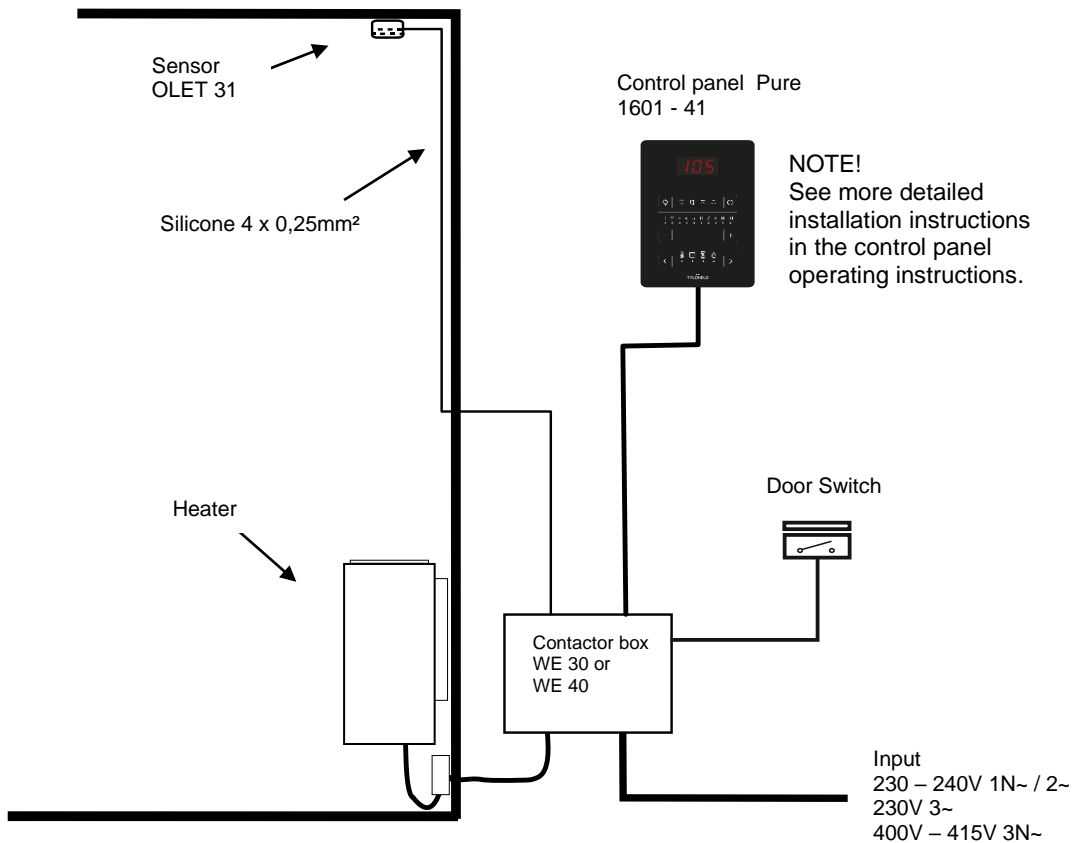 Sensor
OLET 31
Control panel  Pure
1601 - 41
105
NOTE!
See more detailed
installation instructions
in the control panel
operating instructions.
Silicone 4 x 0,25mm²
TYLÖHELO
Door Switch
Heater
Contactor box
WE 30 or
WE 40
Input
230 – 240V 1N~ / 2~
230V 3~
400V – 415V 3N~